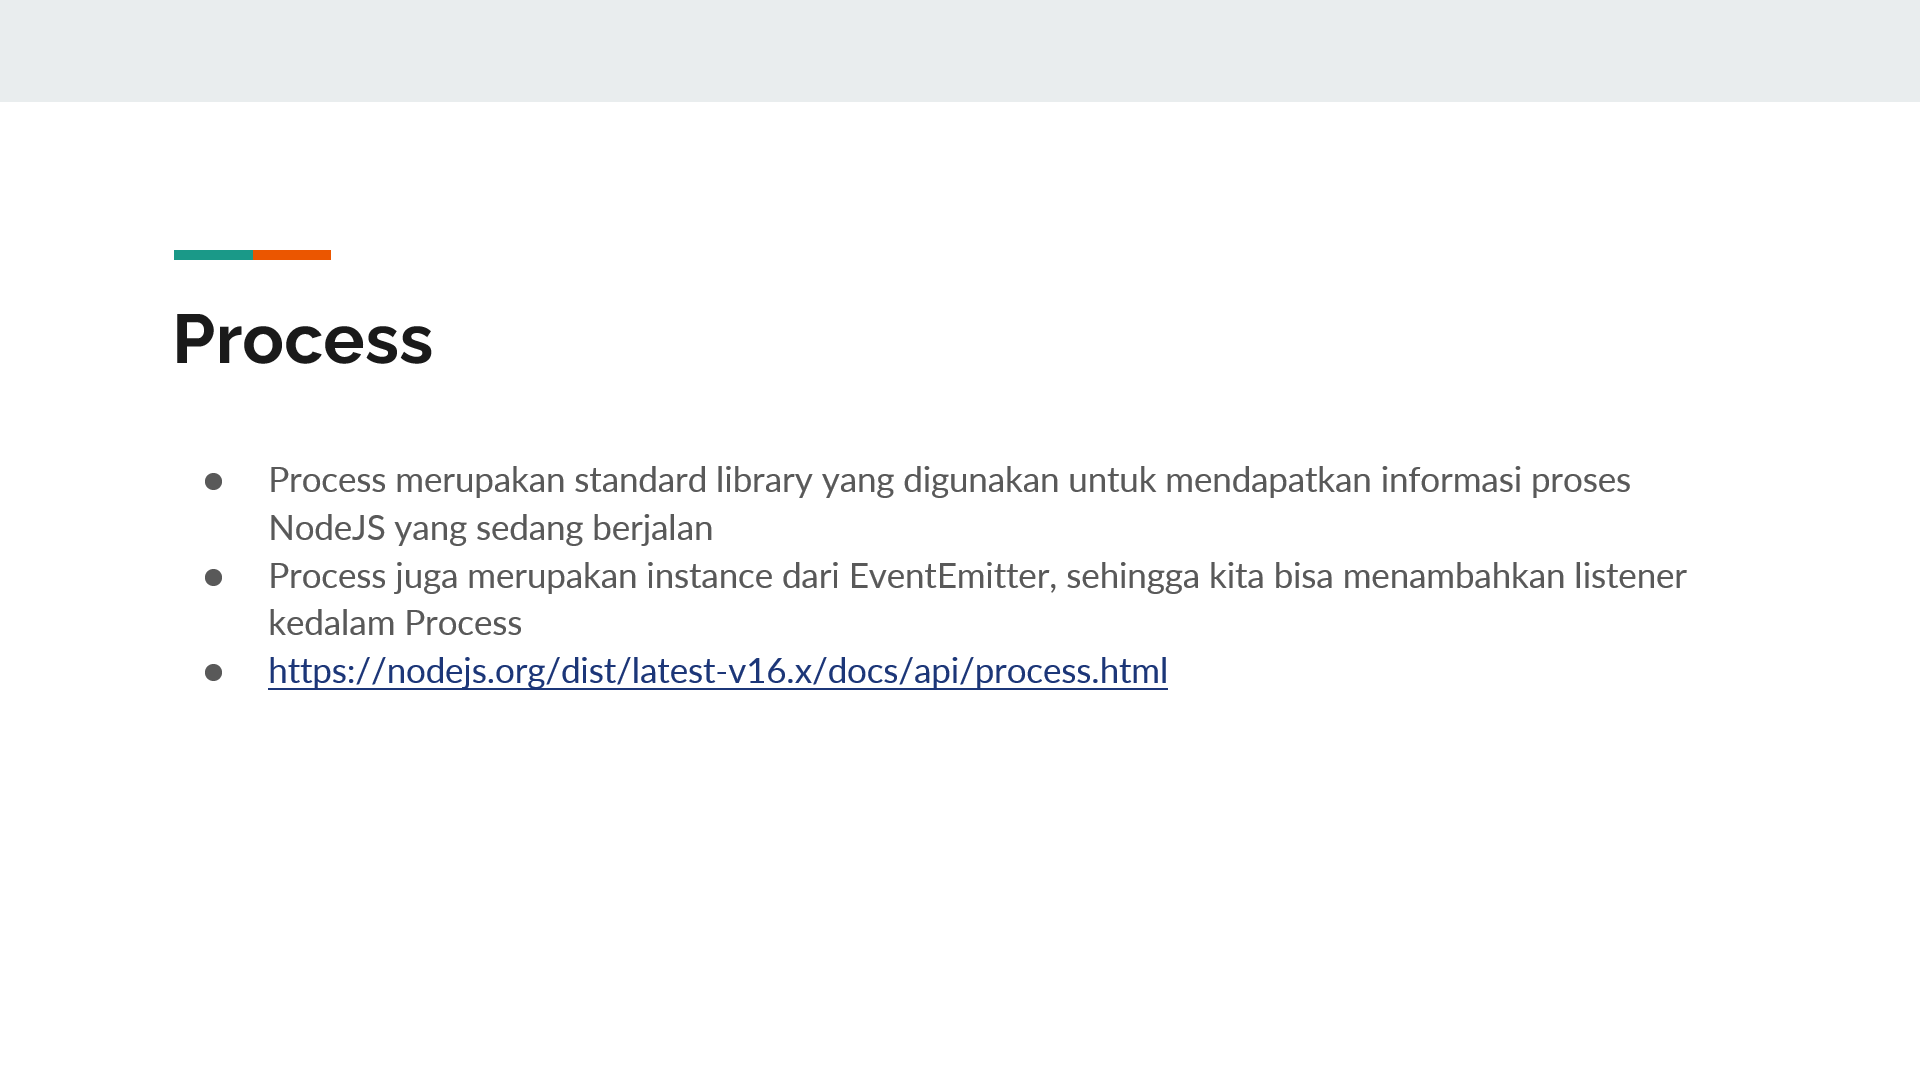 Process
● Process merupakan standard library yang digunakan untuk mendapatkan informasi proses
NodeJS yang sedang berjalan
● Process juga merupakan instance dari EventEmitter, sehingga kita bisa menambahkan listener
kedalam Process
● https://nodejs.org/dist/latest-v16.x/docs/api/process.html